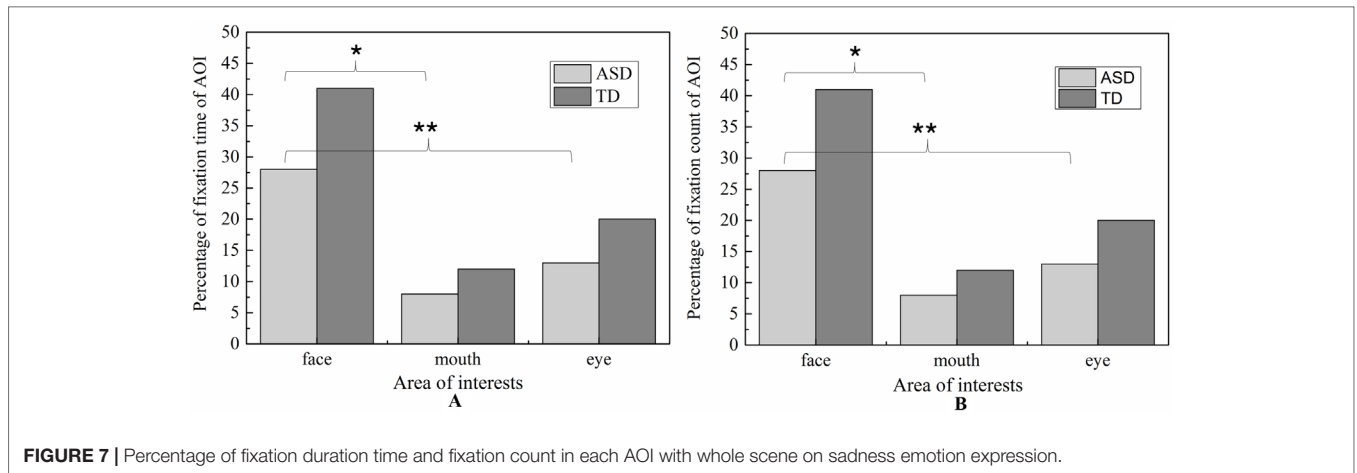 50
45
40
35
30
25
20
15
10
5
0
Percentage of fixation time of AOI
*
**
ASD
TD
face mouth eye
Area of interests
A
50
45
40
35
30
25
20
15
10
5
0
Percentage of fixation count of AOI
*
**
ASD
TD
face mouth eye
Area of interests
B
FIGURE 7 | Percentage of fixation duration time and fixation count in each AOI with whole scene on sadness emotion expression.